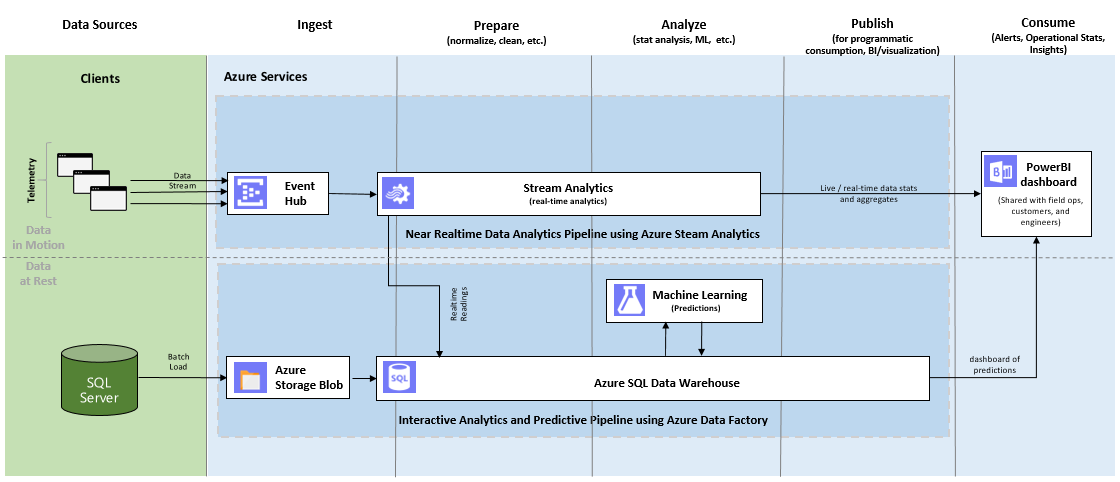 Data Sources
Ingest
Prepare
(normalize, clean, etc.)
Analyze
(stat analysis, ML, etc.)
Publish
(for programmatic
consumption, BI/visualization)
Consume
(Alerts, Operational Stats,
Insights)
Clients
Azure Services
Telemetry
Data
Stream
Event
Hub
Stream Analytics
(real-time analytics)
Live / real-time data stats
and aggregates
PowerBI
dashboard
(Shared with field ops,
customers, and
engineers)
Near Realtime Data Analytics Pipeline using Azure Steam Analytics
Data
in Motion
Data
at Rest
Realtime
Readings
Machine Learning
(Predictions)
SQL
Server
Batch
Load
Azure
Storage Blob
SQL
Azure SQL Data Warehouse
dashboard of
predictions
Interactive Analytics and Predictive Pipeline using Azure Data Factory